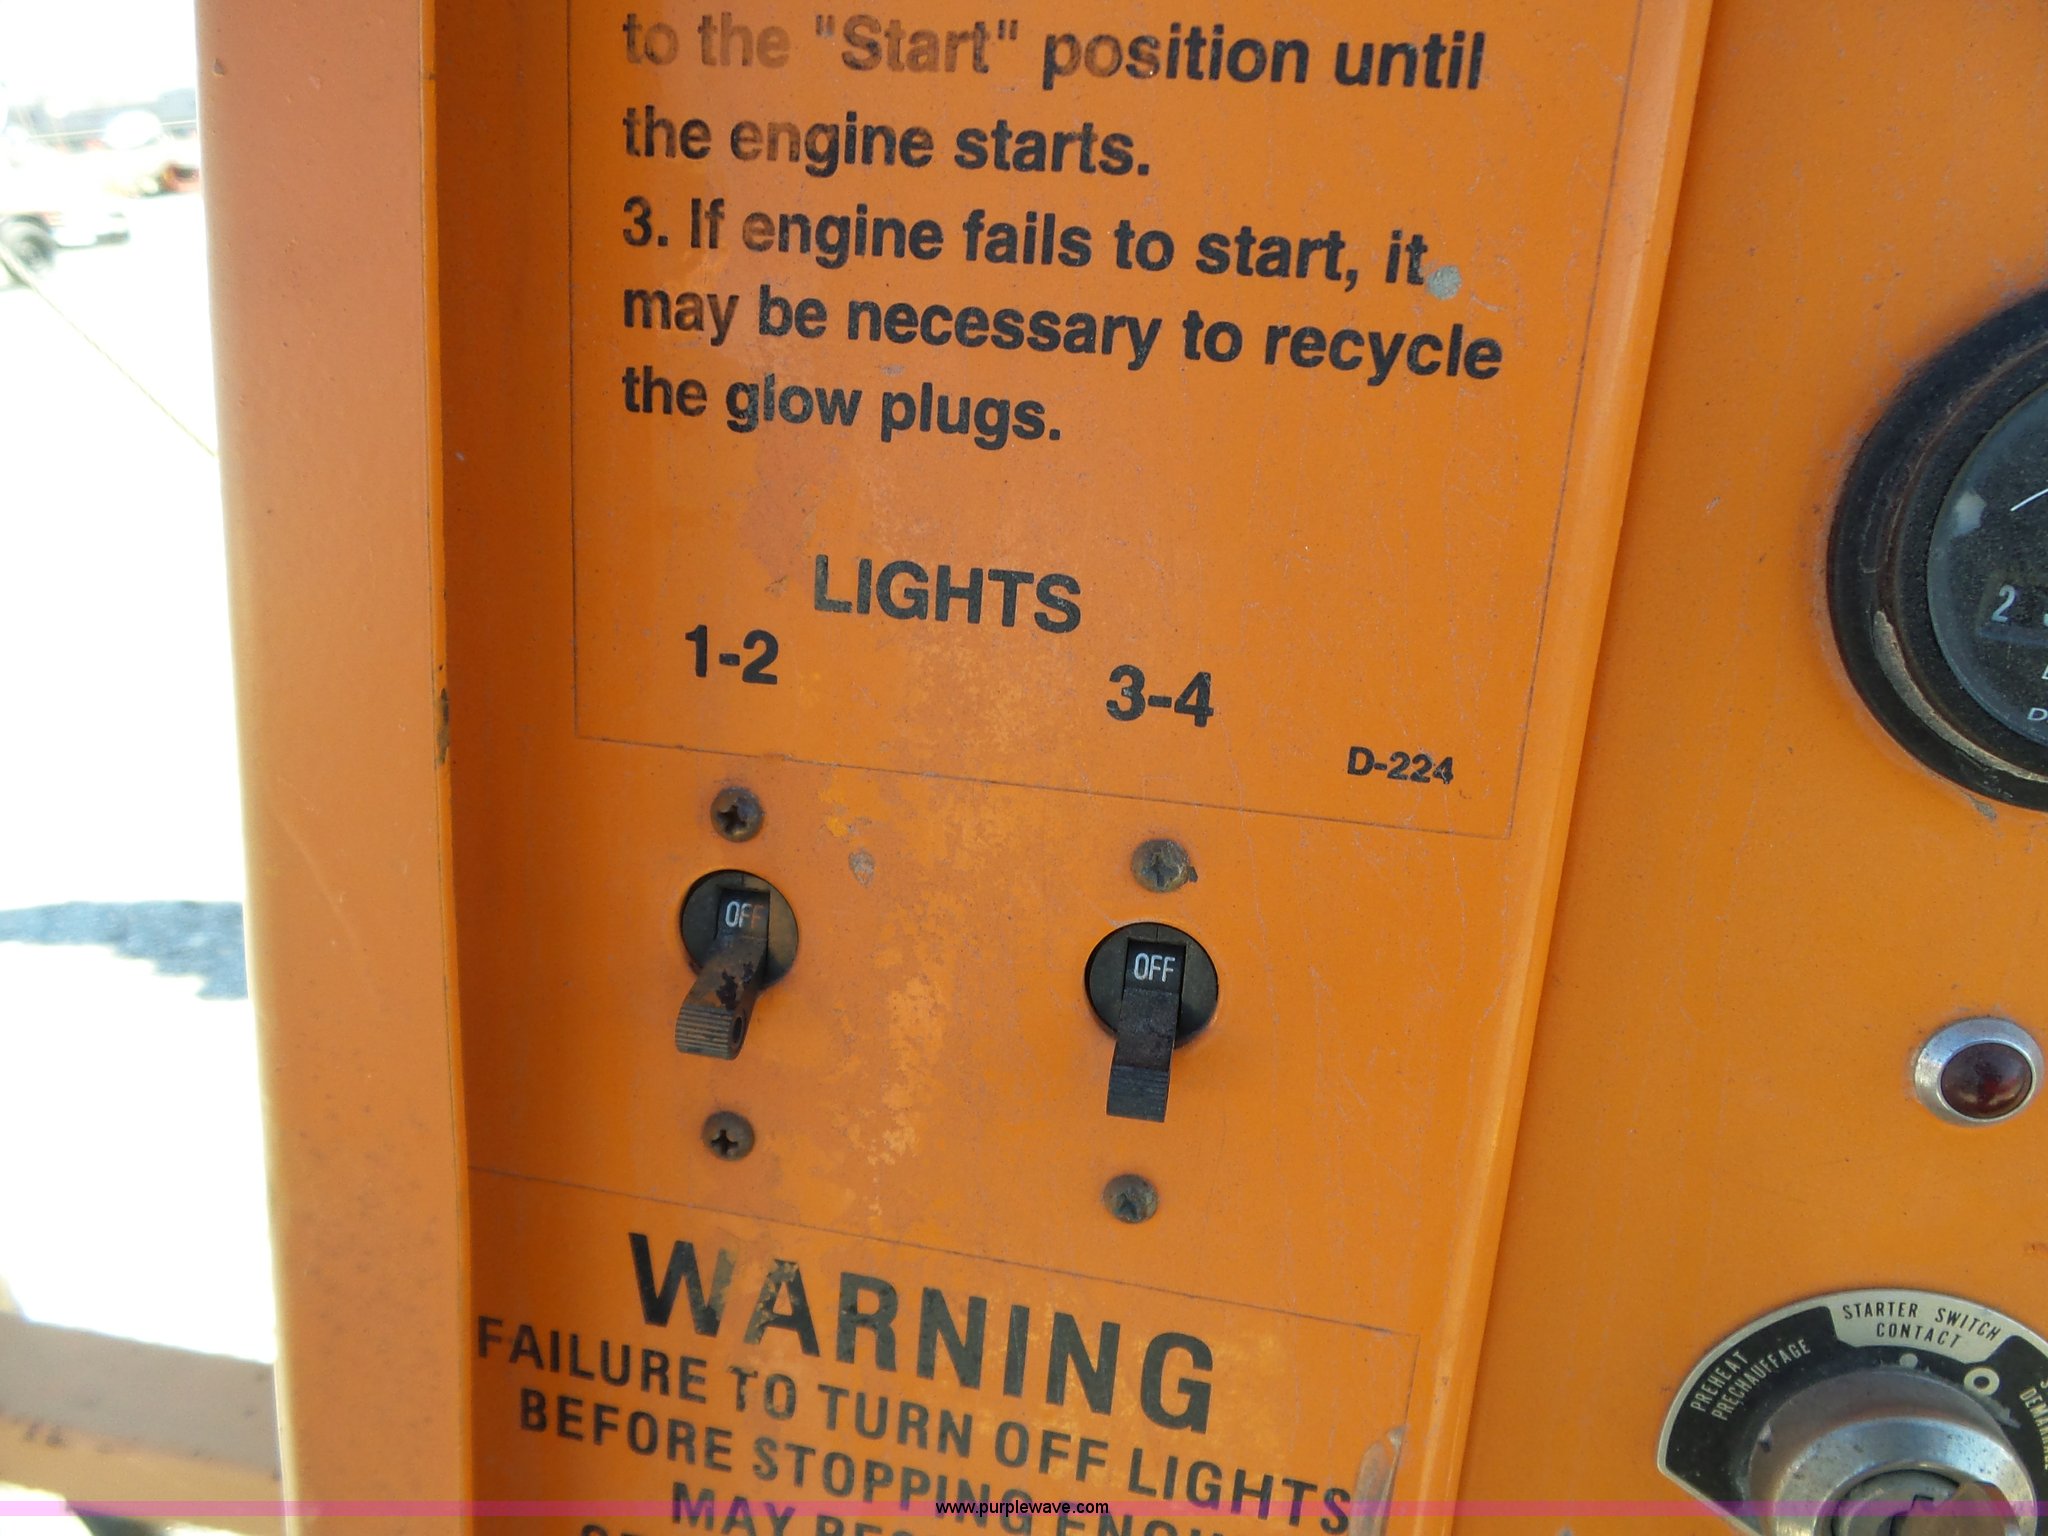 to the "Start" position until
the engine starts.
3. If engine fails to start, it
may be necessary to recycle
the glow plugs.
LIGHTS
1-2
3-4
D-224
OFF
OFF
2
STARTER SWITCH
CONTACT
PREHEAT
PRECHAUFFAGE
WARNING
FAILURE TO TURN OFF LIGHTS
BEFORE STOPPING
MAY
www.purplewave.com